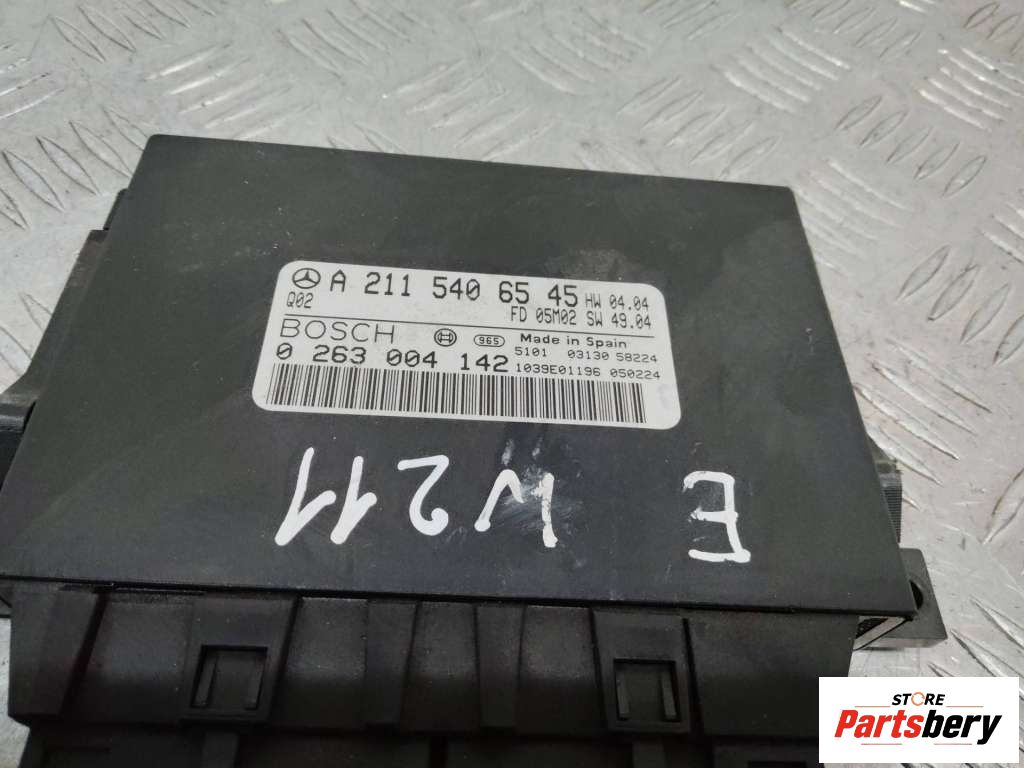 A 211 540 65 45 HW 04.04
Q02 FD 05M02 SW 49.04
BOSCH 965 Made in Spain
0 263 004 142 5101 03130 58224
1039E01196 050224
E W211
STORE
Partsbery